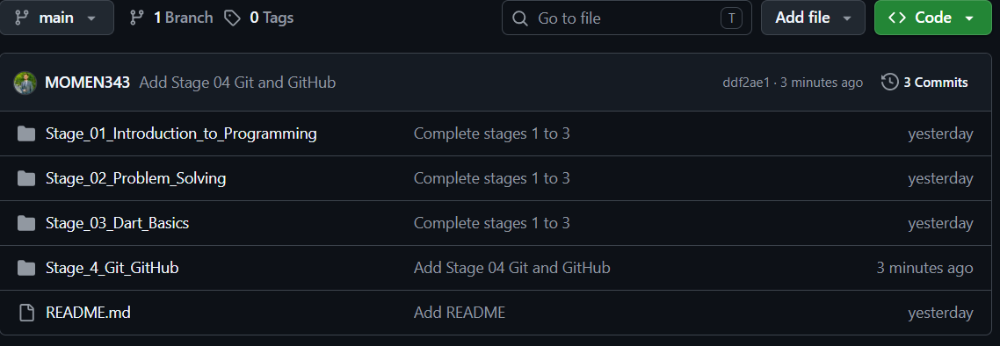 main 1 Branch 0 Tags Go to file T Add file Code
MOMEN343 Add Stage 04 Git and GitHub ddf2ae1 · 3 minutes ago 3 Commits
Stage_01_Introduction_to_Programming Complete stages 1 to 3 yesterday
Stage_02_Problem_Solving Complete stages 1 to 3 yesterday
Stage_03_Dart_Basics Complete stages 1 to 3 yesterday
Stage_4_Git_GitHub Add Stage 04 Git and GitHub 3 minutes ago
README.md Add README yesterday